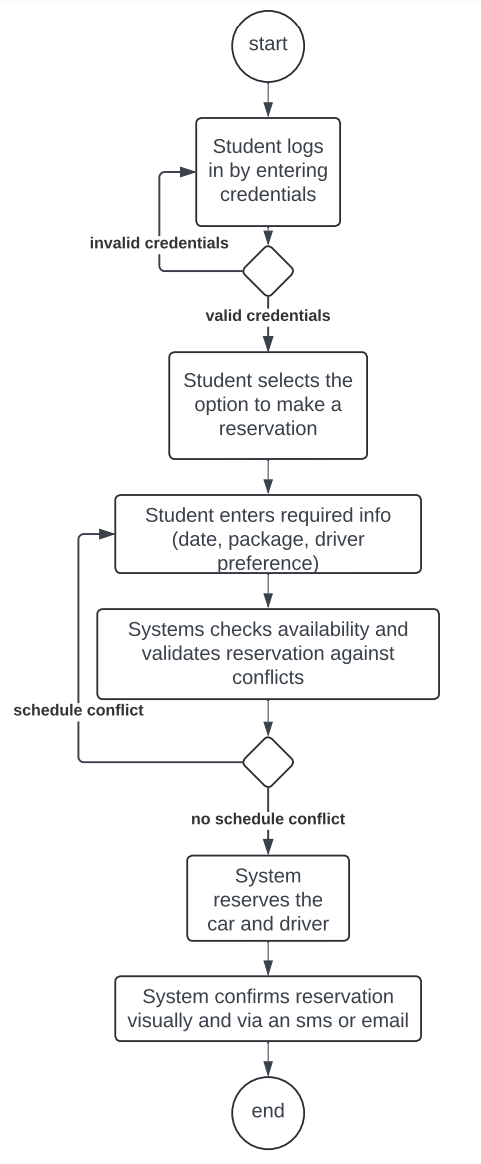 start
Student logs
in by entering
credentials
invalid credentials
valid credentials
Student selects the
option to make a
reservation
Student enters required info
(date, package, driver
preference)
Systems checks availability and
validates reservation against
conflicts
schedule conflict
no schedule conflict
System
reserves the
car and driver
System confirms reservation
visually and via an sms or email
end